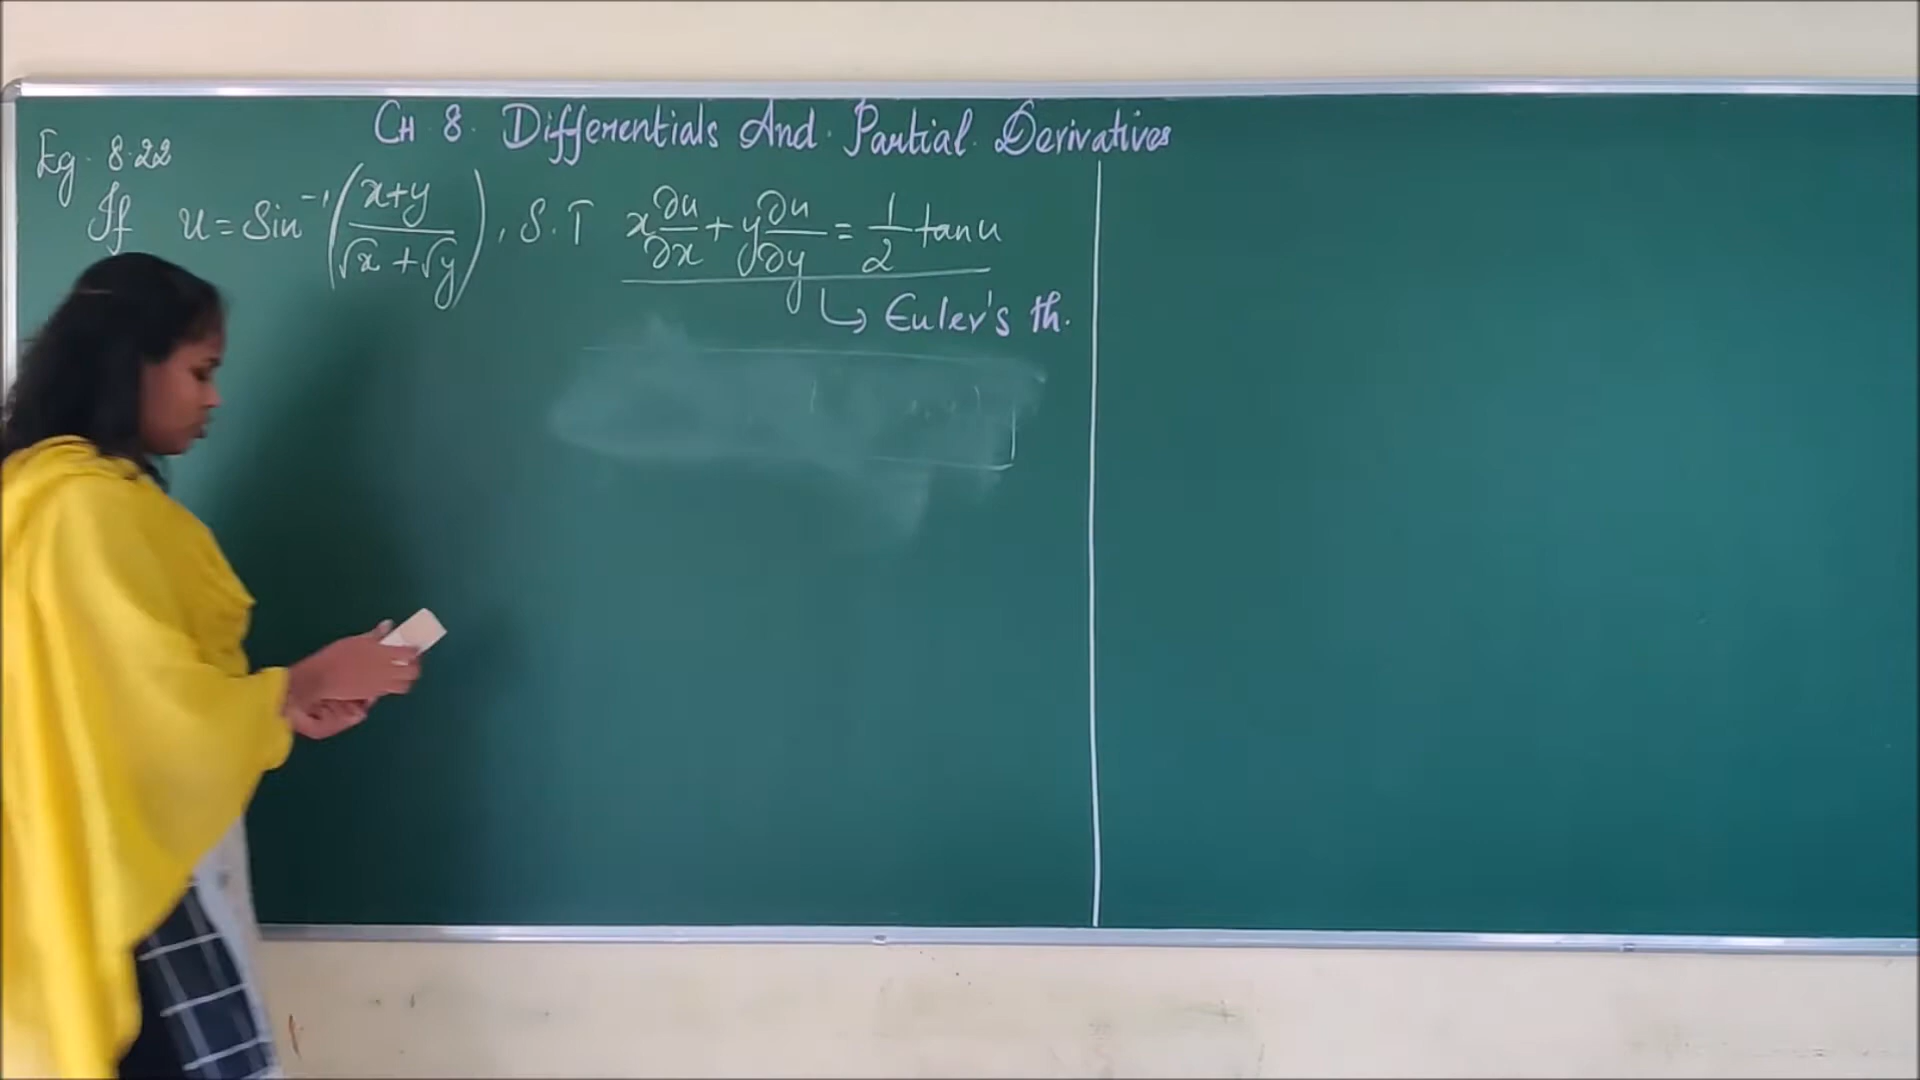 CH 8. Differentials And Partial Derivatives
Eg. 8.22
If u = Sin⁻¹((x+y)/(√x + √y)), S.T x ∂u/∂x + y ∂u/∂y = 1/2 tan u
↳ Euler's th.